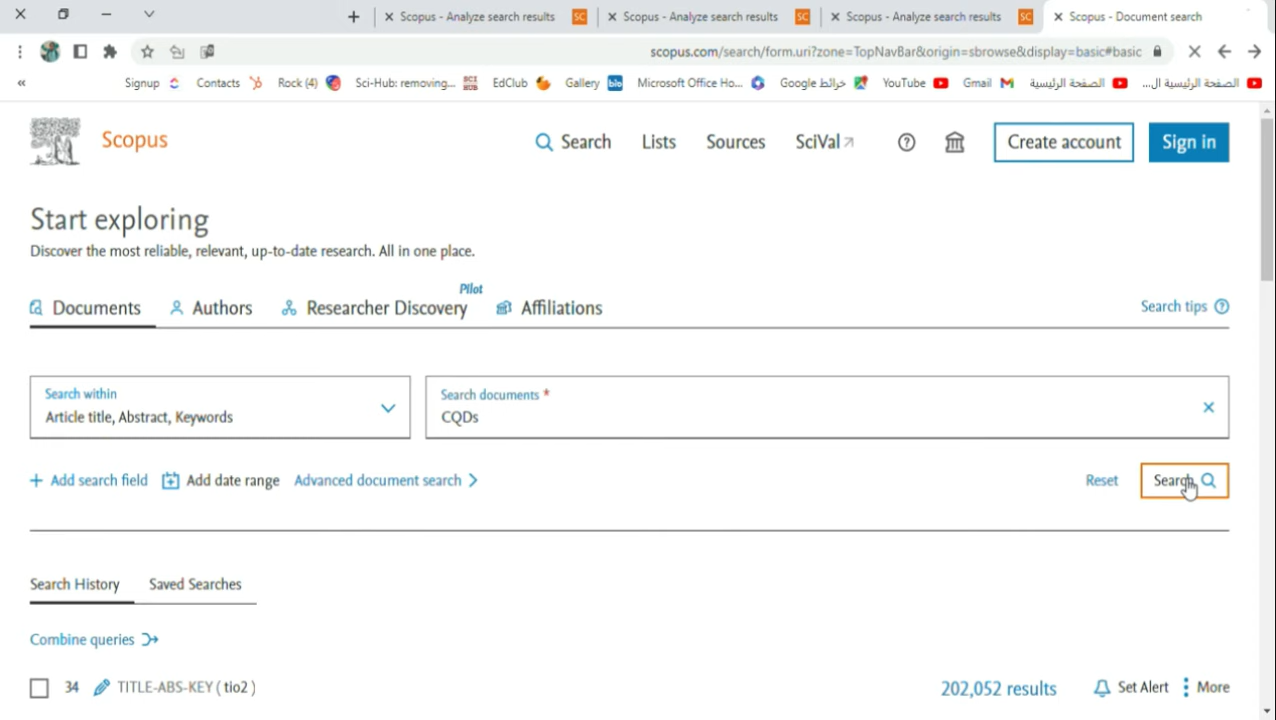 Scopus - Analyze search results
Scopus - Analyze search results
Scopus - Analyze search results
Scopus - Document search
scopus.com/search/form.uri?zone=TopNavBar&origin=sbrowse&display=basic#basic
Signup
Contacts
Rock (4)
Sci-Hub: removing...
EdClub
Gallery
Microsoft Office Ho...
خرائط Google
YouTube
Gmail
الصفحة الرئيسية
الصفحة الرئيسية ال...
Scopus
Search
Lists
Sources
SciVal
Create account
Sign in
Start exploring
Discover the most reliable, relevant, up-to-date research. All in one place.
Documents
Authors
Researcher Discovery
Pilot
Affiliations
Search tips
Search within
Article title, Abstract, Keywords
Search documents *
CQDs
+ Add search field
Add date range
Advanced document search
Reset
Search
Search History
Saved Searches
Combine queries
34 TITLE-ABS-KEY ( tio2 )
202,052 results
Set Alert
More